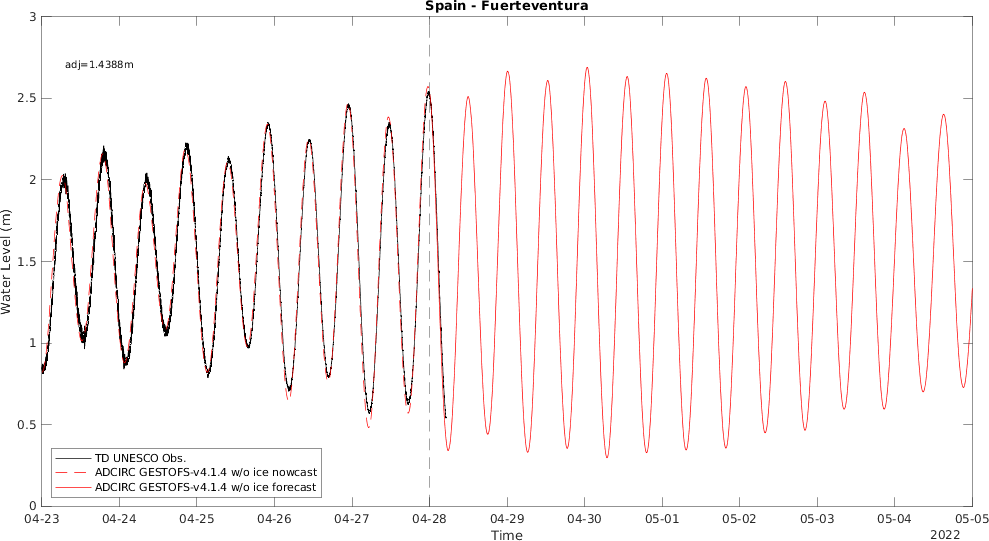 Spain - Fuerteventura
adj=1.4388m
3
2.5
2
1.5
1
0.5
0
Water Level (m)
TD UNESCO Obs.
ADCIRC GESTOFS-v4.1.4 w/o ice nowcast
ADCIRC GESTOFS-v4.1.4 w/o ice forecast
04-23 04-24 04-25 04-26 04-27 04-28 04-29 04-30 05-01 05-02 05-03 05-04 05-05
Time
2022